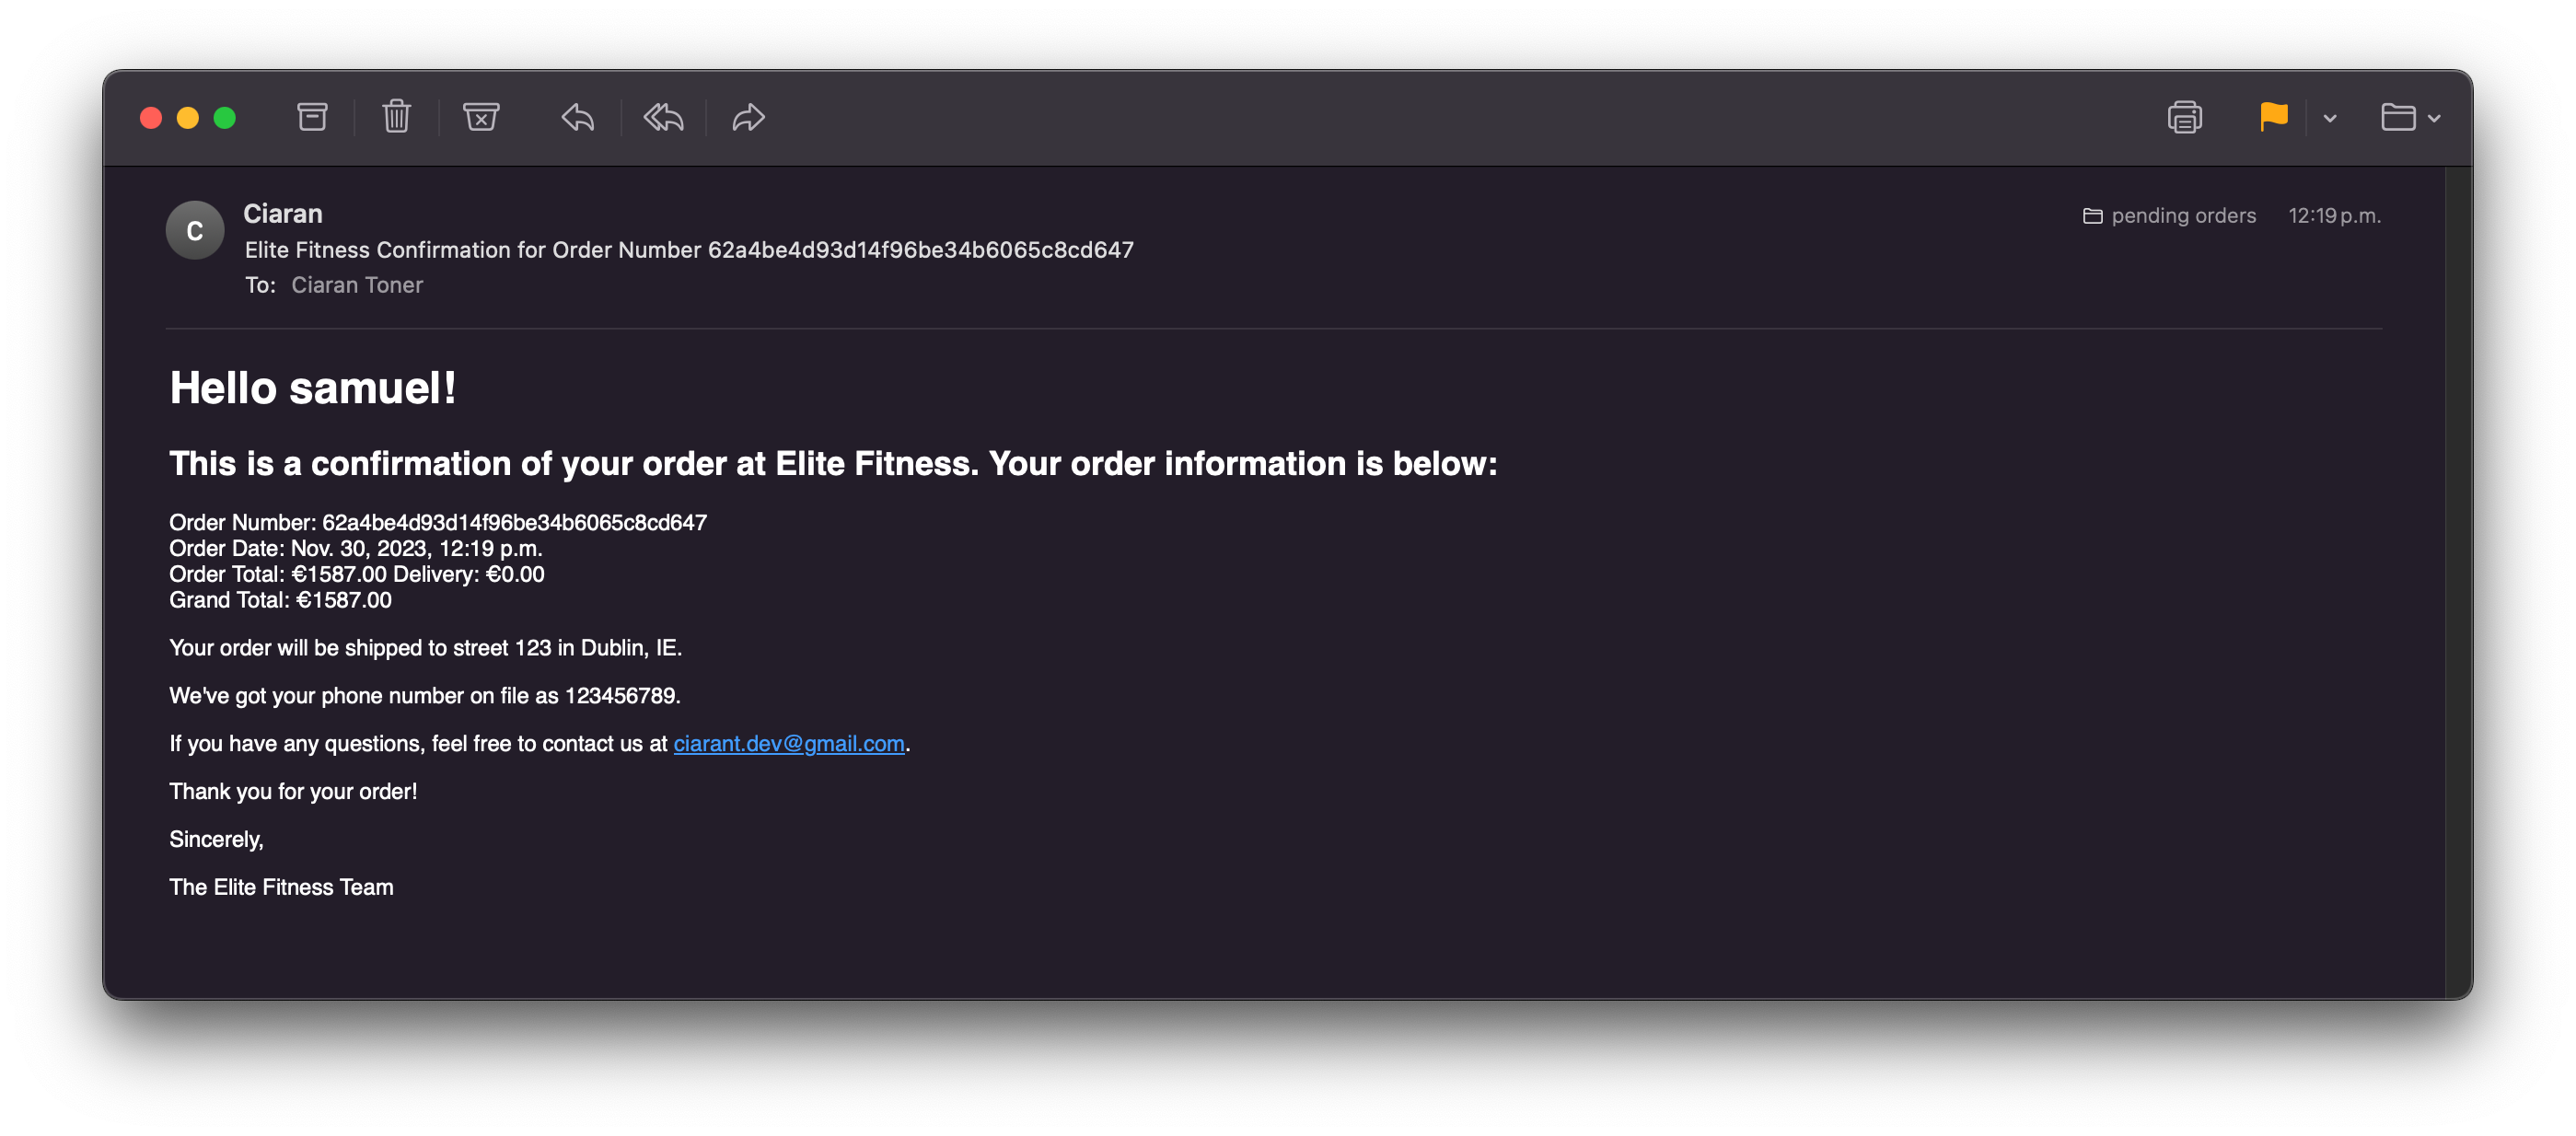 C
Ciaran
pending orders 12:19 p.m.
Elite Fitness Confirmation for Order Number 62a4be4d93d14f96be34b6065c8cd647
To: Ciaran Toner
Hello samuel!
This is a confirmation of your order at Elite Fitness. Your order information is below:
Order Number: 62a4be4d93d14f96be34b6065c8cd647
Order Date: Nov. 30, 2023, 12:19 p.m.
Order Total: €1587.00 Delivery: €0.00
Grand Total: €1587.00
Your order will be shipped to street 123 in Dublin, IE.
We've got your phone number on file as 123456789.
If you have any questions, feel free to contact us at ciarant.dev@gmail.com.
Thank you for your order!
Sincerely,
The Elite Fitness Team